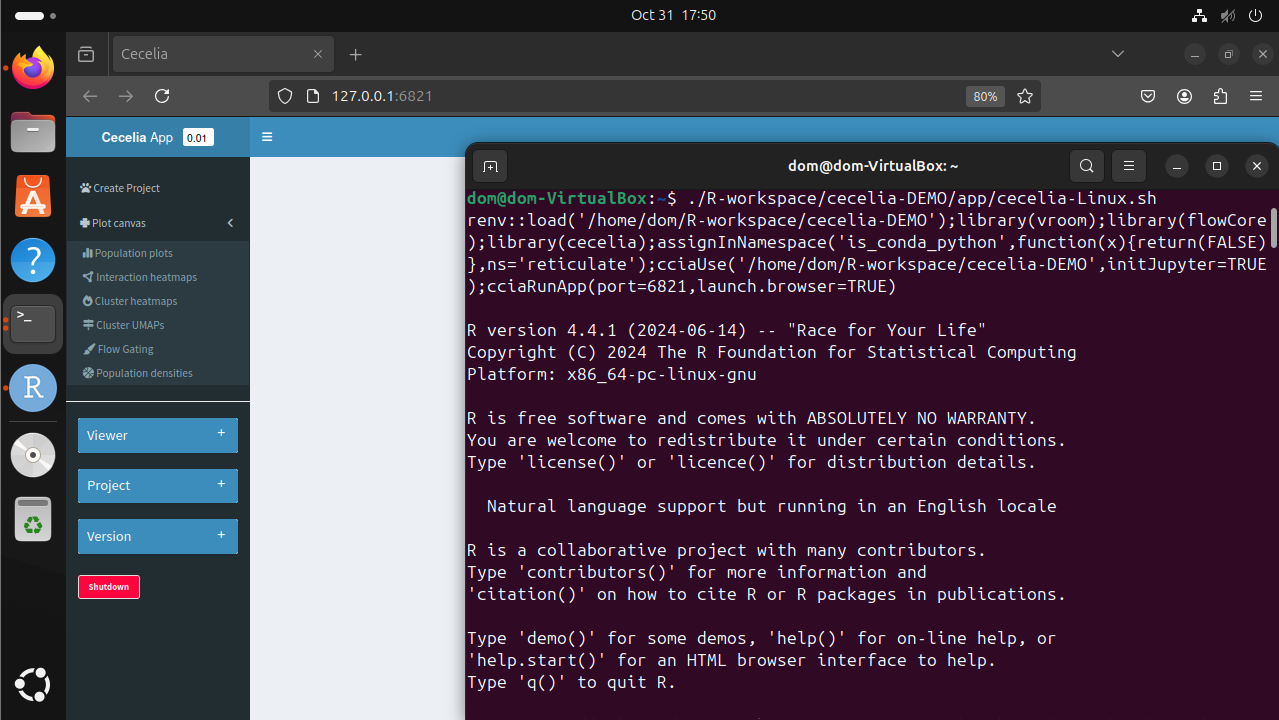 Oct 31 17:50
Cecelia
127.0.0.1:6821
80%
Cecelia App 0.01
Create Project
Plot canvas
Population plots
Interaction heatmaps
Cluster heatmaps
Cluster UMAPs
Flow Gating
Population densities
Viewer +
Project +
Version +
Shutdown
dom@dom-VirtualBox: ~
dom@dom-VirtualBox:~$ ./R-workspace/cecelia-DEMO/app/cecelia-Linux.sh
renv::load('/home/dom/R-workspace/cecelia-DEMO');library(vroom);library(flowCore
);library(cecelia);assignInNamespace('is_conda_python',function(x){return(FALSE)
},ns='reticulate');cciaUse('/home/dom/R-workspace/cecelia-DEMO',initJupyter=TRUE
);cciaRunApp(port=6821,launch.browser=TRUE)
R version 4.4.1 (2024-06-14) -- "Race for Your Life"
Copyright (C) 2024 The R Foundation for Statistical Computing
Platform: x86_64-pc-linux-gnu
R is free software and comes with ABSOLUTELY NO WARRANTY.
You are welcome to redistribute it under certain conditions.
Type 'license()' or 'licence()' for distribution details.
Natural language support but running in an English locale
R is a collaborative project with many contributors.
Type 'contributors()' for more information and
'citation()' on how to cite R or R packages in publications.
Type 'demo()' for some demos, 'help()' for on-line help, or
'help.start()' for an HTML browser interface to help.
Type 'q()' to quit R.